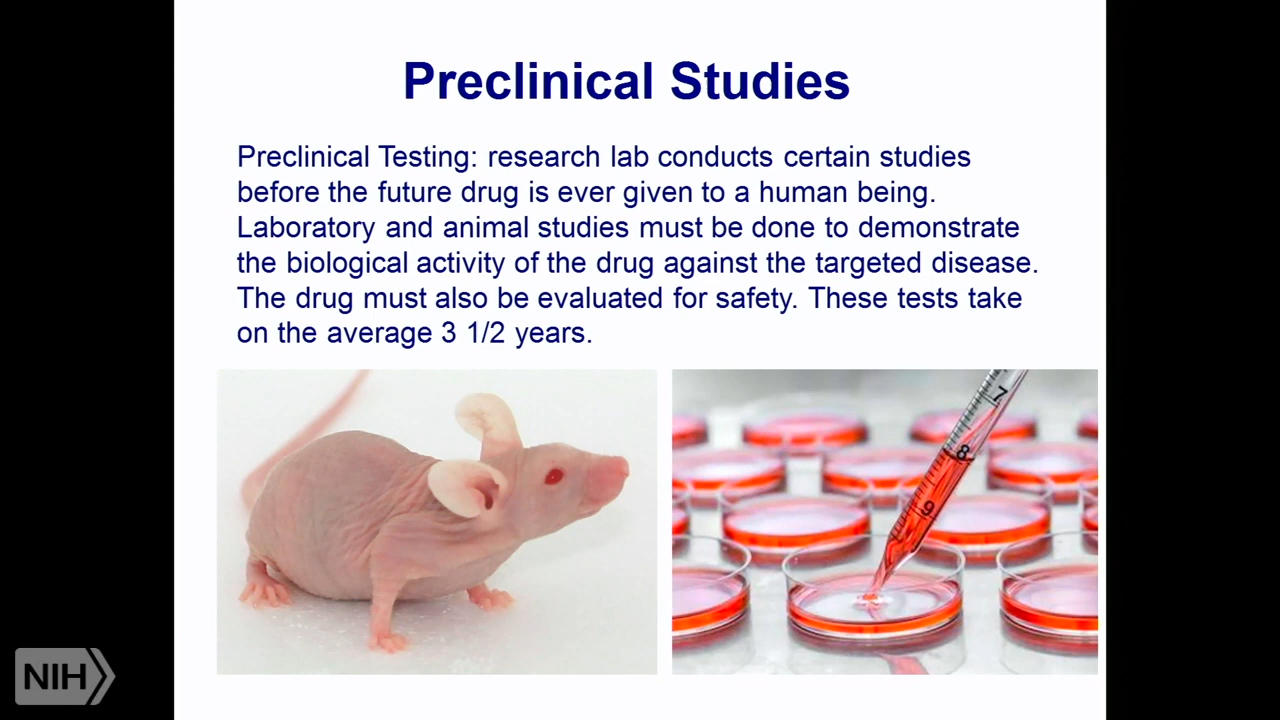 Preclinical Studies
Preclinical Testing: research lab conducts certain studies
before the future drug is ever given to a human being.
Laboratory and animal studies must be done to demonstrate
the biological activity of the drug against the targeted disease.
The drug must also be evaluated for safety. These tests take
on the average 3 1/2 years.
7
8
9
NIH